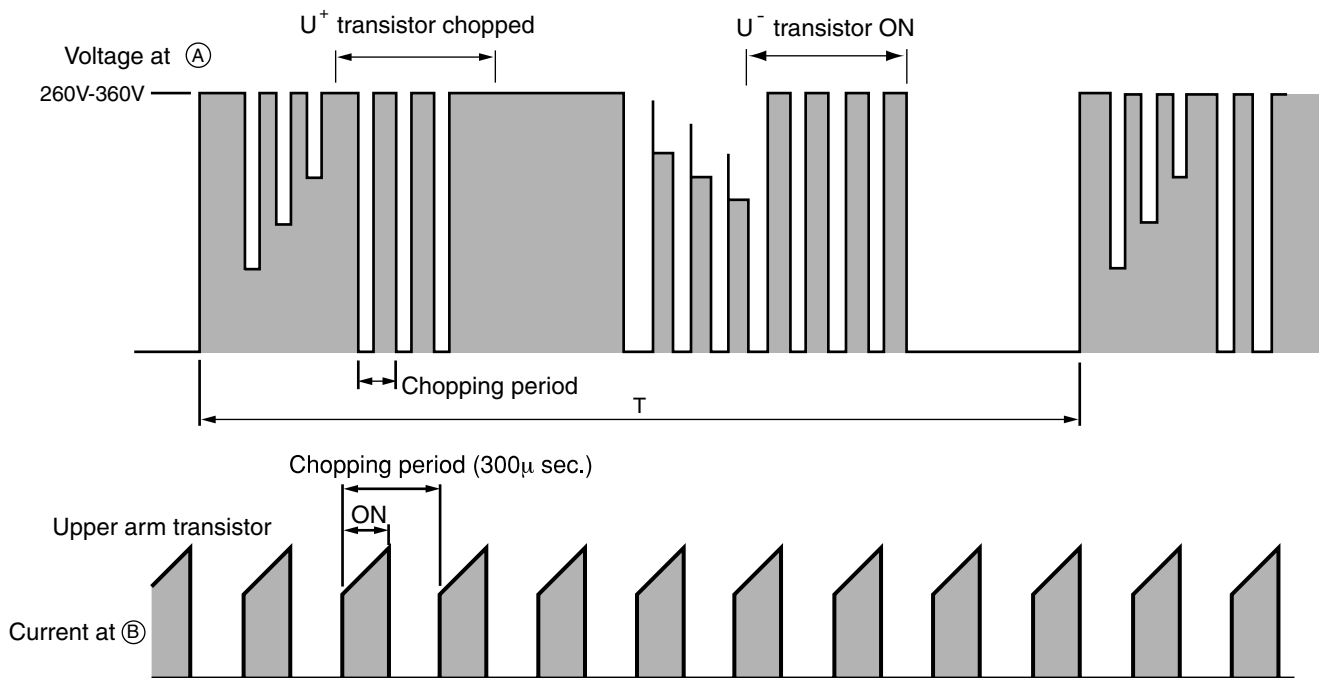 U+ transistor chopped
U- transistor ON
Voltage at Ⓐ
260V-360V
Chopping period
T
Chopping period (300μ sec.)
ON
Upper arm transistor
Current at Ⓑ